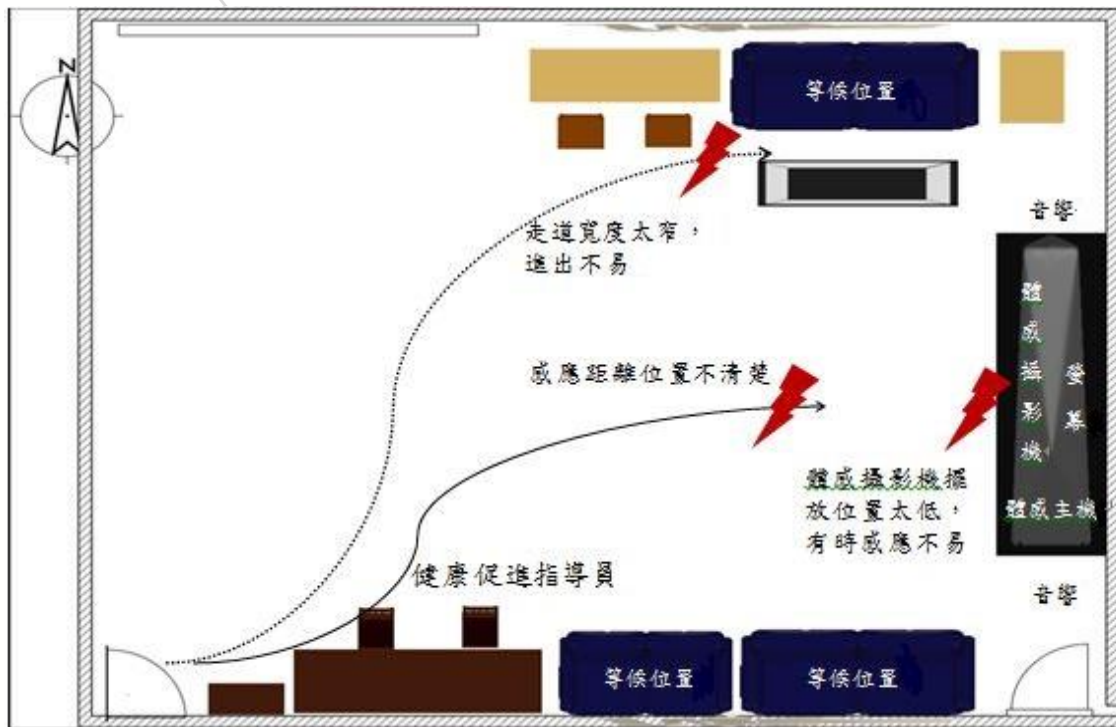 N
等候位置
走道寬度太窄，
進出不易
音響
體感攝影機
螢幕
體感主機
感應距離位置不清楚
體感攝影機擺
放位置太低，
有時感應不易
健康促進指導員
音響
等候位置
等候位置